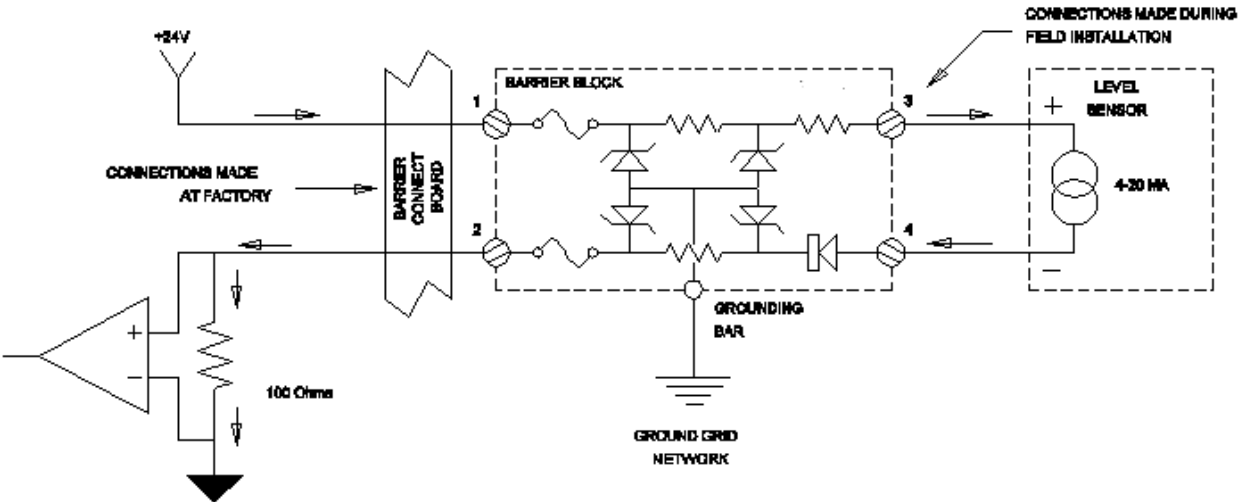 CONNECTIONS MADE DURING
FIELD INSTALLATION
+24V
BARRIER BLOCK
LEVEL
SENSOR
1
3
+
CONNECTIONS MADE
AT FACTORY
BARRIER
CONNECT
BOARD
4-20 MA
2
4
−
GROUNDING
BAR
+
−
100 Ohms
GROUND GRID
NETWORK